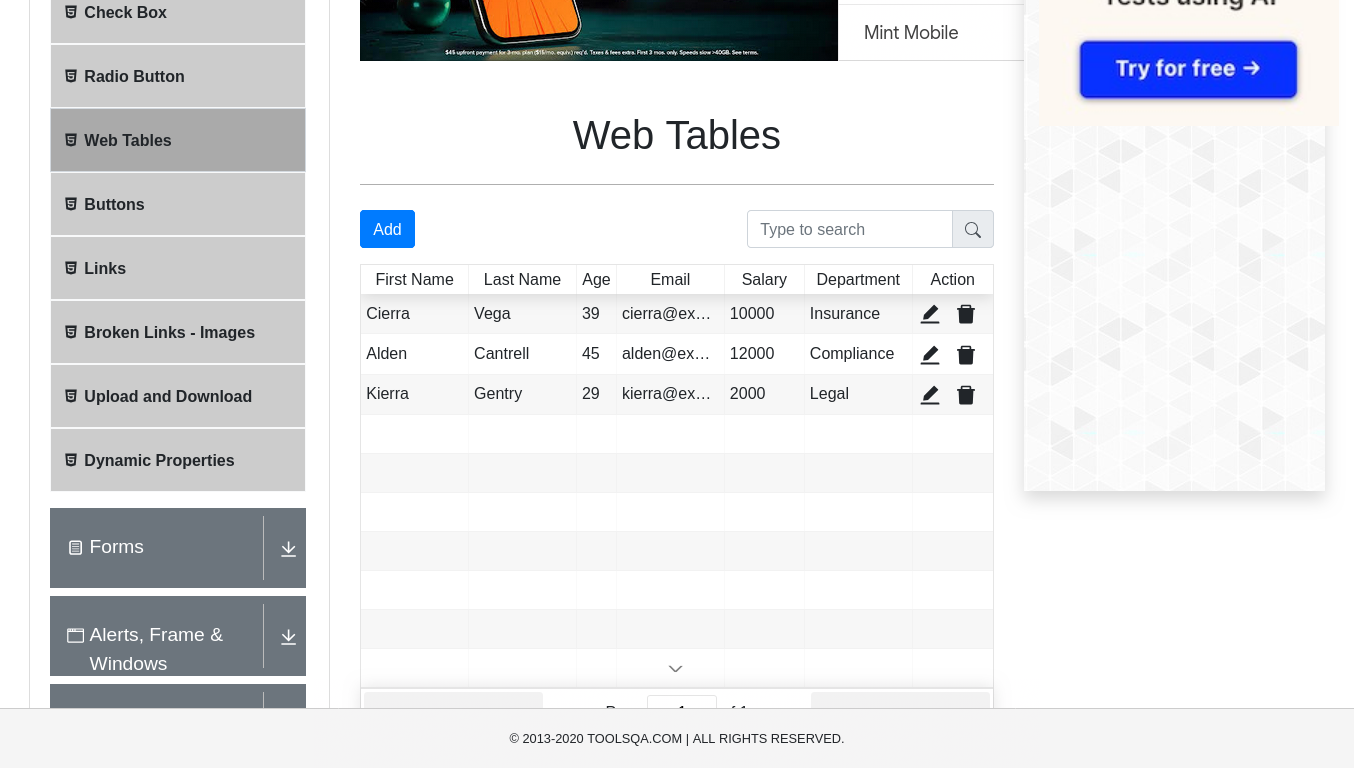 Check Box
Radio Button
Web Tables
Buttons
Links
Broken Links - Images
Upload and Download
Dynamic Properties
Forms
Alerts, Frame &
Windows
$45 upfront payment for 3-mo. plan ($15/mo. equiv.) req'd. Taxes & fees extra. First 3 mos. only. Speeds slow >40GB. See terms.
Mint Mobile
Tests using AI
Try for free →
Web Tables
Add
Type to search
First Name Last Name Age Email Salary Department Action
Cierra Vega 39 cierra@ex… 10000 Insurance
Alden Cantrell 45 alden@ex… 12000 Compliance
Kierra Gentry 29 kierra@ex… 2000 Legal
© 2013-2020 TOOLSQA.COM | ALL RIGHTS RESERVED.